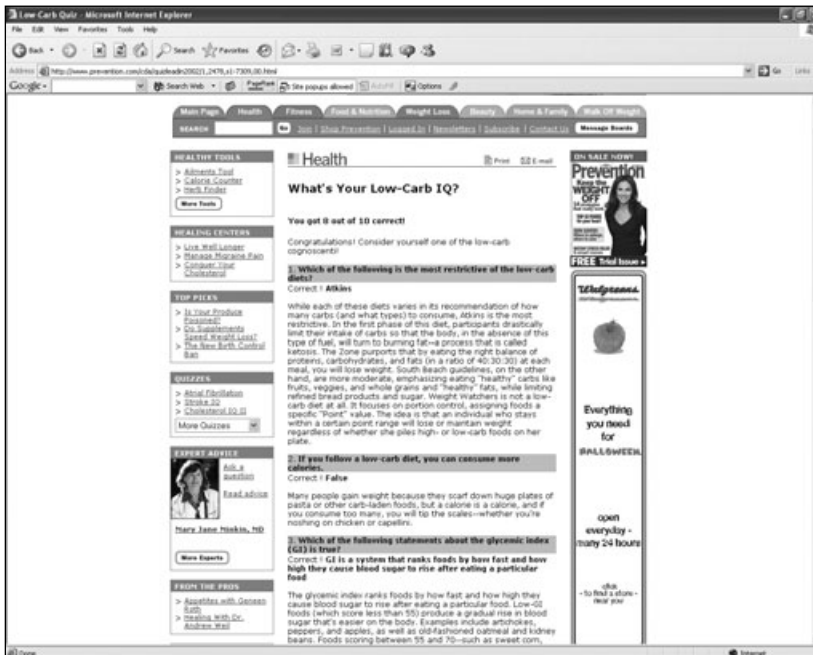 Low-Carb Quiz - Microsoft Internet Explorer
File Edit View Favorites Tools Help
Back Search Favorites
Address http://www.prevention.com/cda/
Go Links
Google Search Web PageRank Site popups allowed AutoFill Options
Main Page Health Fitness Food & Nutrition Weight Loss Beauty Home & Family Walk Off Weight
SEARCH Go Join | Shop Prevention | Logged In | Newsletters | Subscribe | Contact Us Message Boards
HEALTHY TOOLS
> Ailments Tool
> Calorie Counter
> Herb Finder
More Tools
HEALING CENTERS
> Live Well Longer
> Manage Migraine Pain
> Conquer Your
Cholesterol
TOP PICKS
> Is Your Produce
Poisoned?
> Do Supplements
Speed Weight Loss?
> The New Birth Control
Ban
QUIZZES
> Atrial Fibrillation
> Stroke IQ
> Cholesterol IQ II
More Quizzes
EXPERT ADVICE
Ask a
question
Read advice
Mary Jane Minkin, MD
More Experts
FROM THE PROS
> Appetites with Geneen
Roth
> Healing With Dr.
Andrew Weil
Health
Print E-mail
What's Your Low-Carb IQ?
You got 8 out of 10 correct!
Congratulations! Consider yourself one of the low-carb
cognoscenti!
1. Which of the following is the most restrictive of the low-carb
diets?
Correct ! Atkins
While each of these diets varies in its recommendation of how
many carbs (and what types) to consume, Atkins is the most
restrictive. In the first phase of this diet, participants drastically
limit their intake of carbs so that the body, in the absence of this
type of fuel, will turn to burning fat--a process that is called
ketosis. The Zone purports that by eating the right balance of
proteins, carbohydrates, and fats (in a ratio of 40:30:30) at each
meal, you will lose weight. South Beach guidelines, on the other
hand, are more moderate, emphasizing eating "healthy" carbs like
fruits, veggies, and whole grains and "healthy" fats, while limiting
refined bread products and sugar. Weight Watchers is not a low-
carb diet at all. It focuses on portion control, assigning foods a
specific "Point" value. The idea is that an individual who stays
within a certain point range will lose or maintain weight
regardless of whether she piles high- or low-carb foods on her
plate.
2. If you follow a low-carb diet, you can consume more
calories.
Correct ! False
Many people gain weight because they scarf down huge plates of
pasta or other carb-laden foods, but a calorie is a calorie, and if
you consume too many, you will tip the scales--whether you're
noshing on chicken or capellini.
3. Which of the following statements about the glycemic index
(GI) is true?
Correct ! GI is a system that ranks foods by how fast and how
high they cause blood sugar to rise after eating a particular
food
The glycemic index ranks foods by how fast and how high they
cause blood sugar to rise after eating a particular food. Low-GI
foods (which score less than 55) produce a gradual rise in blood
sugar that's easier on the body. Examples include artichokes,
peppers, and apples, as well as old-fashioned oatmeal and kidney
beans. Foods scoring between 55 and 70--such as sweet corn,
ON SALE NOW!
Prevention
Keep the
WEIGHT
OFF
FREE Trial Issue
Walgreens
Everything
you need
for
HALLOWEEN
open
everyday -
many 24 hours
click
- to find a store -
near you
Done
Internet